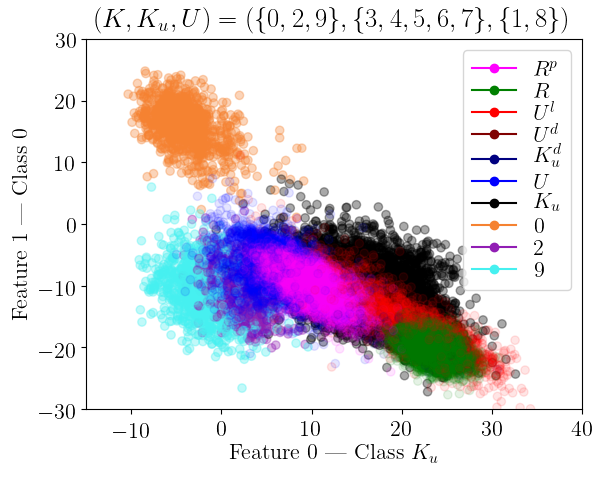 (K, K_u, U) = ({0, 2, 9}, {3, 4, 5, 6, 7}, {1, 8})
30
20
10
0
−10
−20
−30
Feature 1 — Class 0
R^p
R
U^l
U^d
K_u^d
U
K_u
0
2
9
−10
0
10
20
30
40
Feature 0 — Class K_u